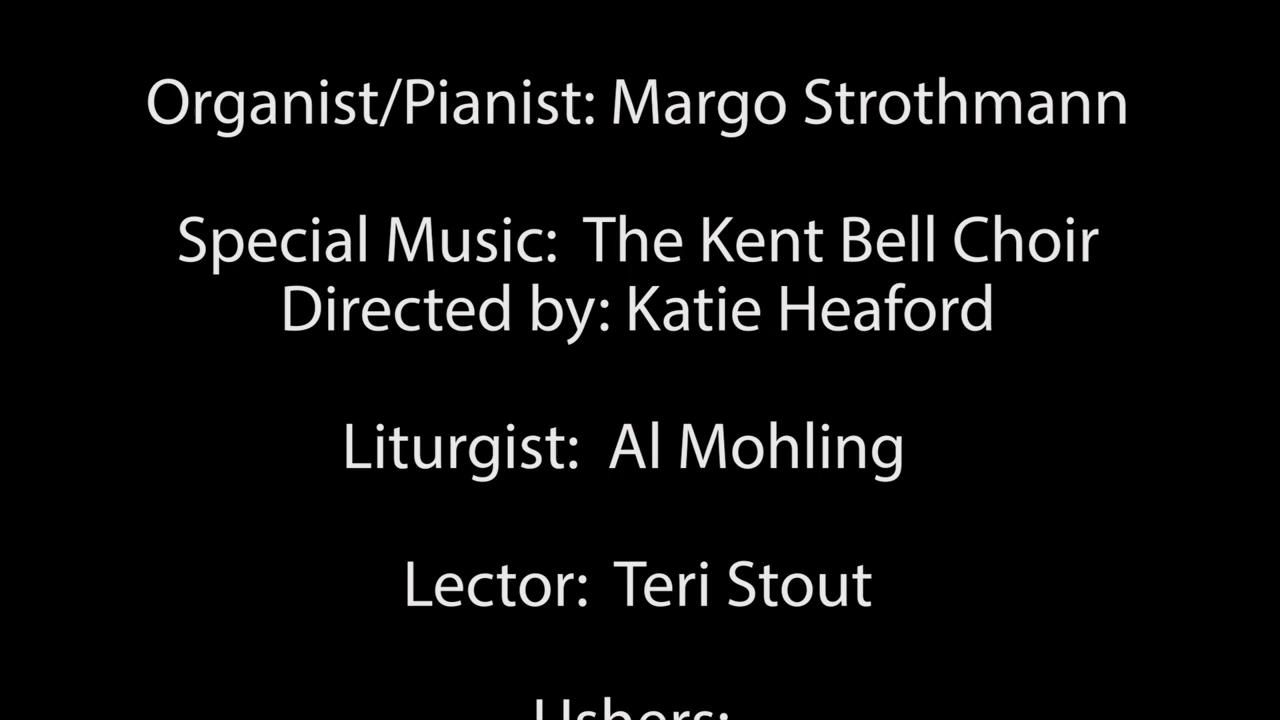 Organist/Pianist: Margo Strothmann
Special Music:  The Kent Bell Choir
Directed by: Katie Heaford
Liturgist:  Al Mohling
Lector:  Teri Stout
Ushers: